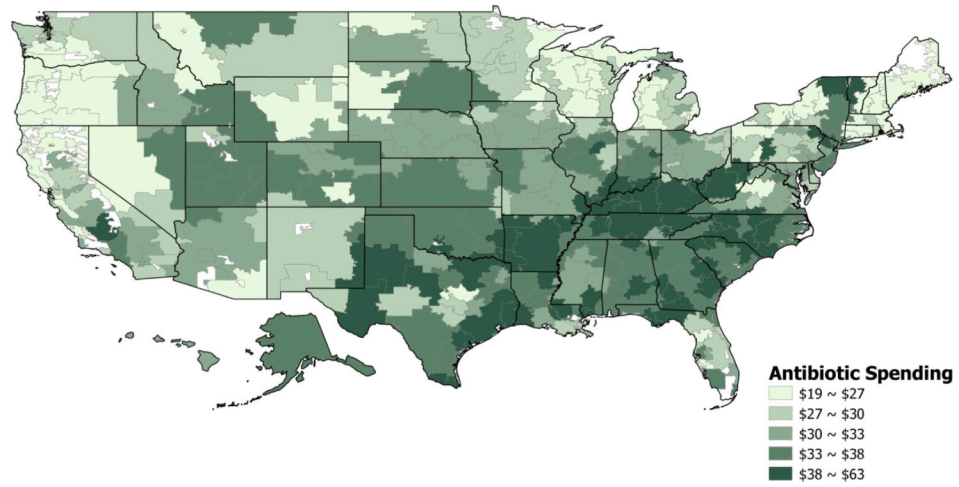 Antibiotic Spending
$19 ~ $27
$27 ~ $30
$30 ~ $33
$33 ~ $38
$38 ~ $63